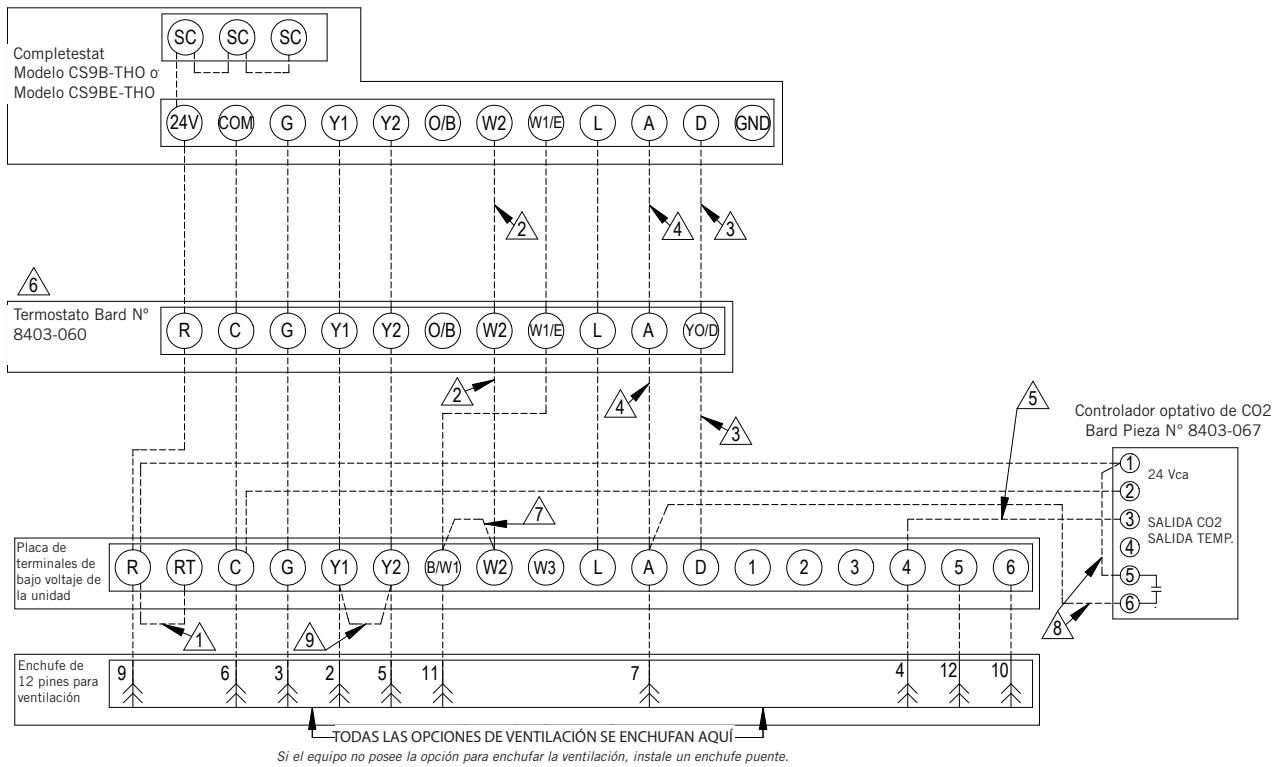 SC SC SC
Completestat
Modelo CS9B-THO o
Modelo CS9BE-THO
24V COM G Y1 Y2 O/B W2 W1/E L A D GND
2 4 3
6
Termostato Bard N°
8403-060
R C G Y1 Y2 O/B W2 W1/E L A YO/D
2 4 3 5
Controlador optativo de CO2
Bard Pieza N° 8403-067
1 24 Vca
2
3 SALIDA CO2
SALIDA TEMP.
4
5
6
7
8
Placa de
terminales de
bajo voltaje de
la unidad
R RT C G Y1 Y2 B/W1 W2 W3 L A D 1 2 3 4 5 6
1 9
Enchufe de
12 pines para
ventilación
9 6 3 2 5 11 7 4 12 10
TODAS LAS OPCIONES DE VENTILACIÓN SE ENCHUFAN AQUÍ
Si el equipo no posee la opción para enchufar la ventilación, instale un enchufe puente.